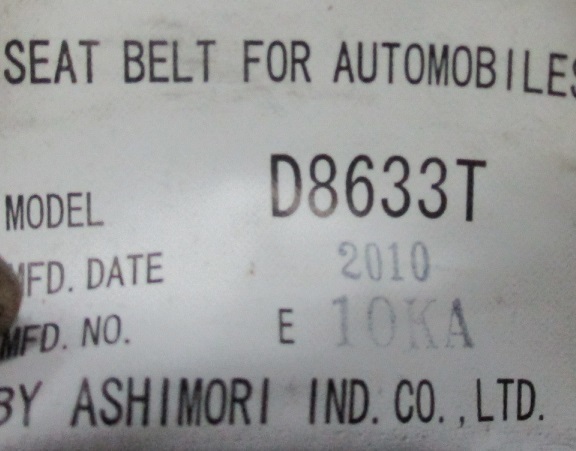 SEAT BELT FOR AUTOMOBILES
MODEL D8633T
MFD. DATE 2010
MFD. NO. E 10KA
BY ASHIMORI IND. CO.,LTD.